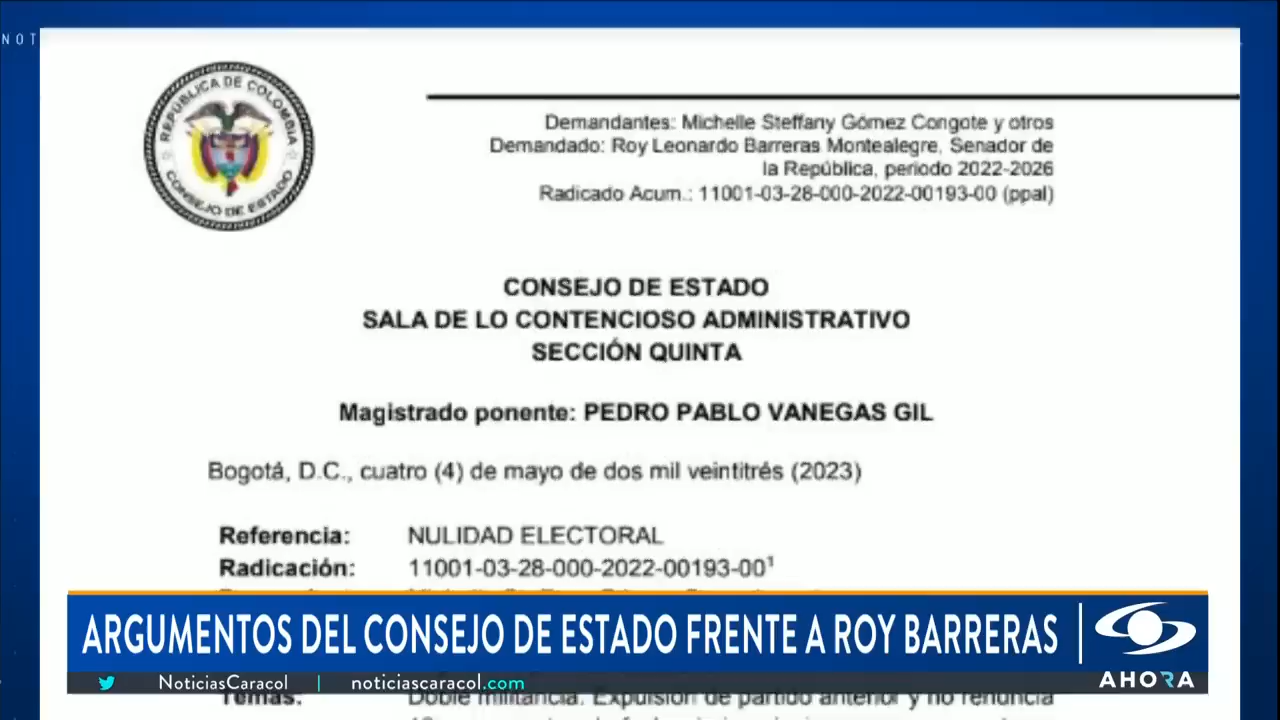 NOT
REPÚBLICA DE COLOMBIA
CONSEJO DE ESTADO
Demandantes: Michelle Steffany Gómez Congote y otros
Demandado: Roy Leonardo Barreras Montealegre, Senador de
la República, periodo 2022-2026
Radicado Acum.: 11001-03-28-000-2022-00193-00 (ppal)
CONSEJO DE ESTADO
SALA DE LO CONTENCIOSO ADMINISTRATIVO
SECCIÓN QUINTA
Magistrado ponente: PEDRO PABLO VANEGAS GIL
Bogotá, D.C., cuatro (4) de mayo de dos mil veintitrés (2023)
Referencia: NULIDAD ELECTORAL
Radicación: 11001-03-28-000-2022-00193-00¹
ARGUMENTOS DEL CONSEJO DE ESTADO FRENTE A ROY BARRERAS
AHORA
NoticiasCaracol | noticiascaracol.com
Temas: Doble militancia. Expulsión de partido anterior y no renuncia